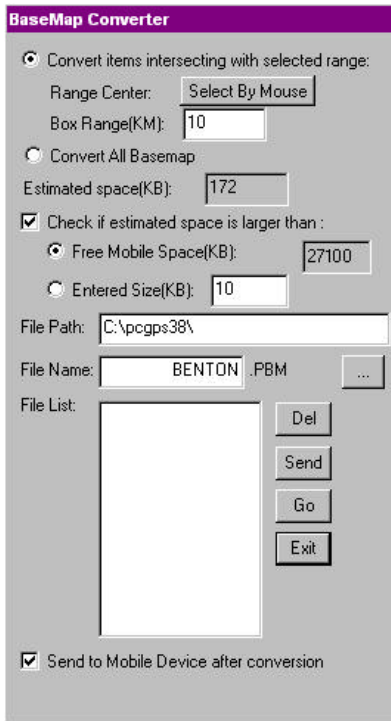 BaseMap Converter
Convert items intersecting with selected range:
Range Center: Select By Mouse
Box Range(KM): 10
Convert All Basemap
Estimated space(KB): 172
Check if estimated space is larger than :
Free Mobile Space(KB): 27100
Entered Size(KB): 10
File Path: C:\pcgps38\
File Name: BENTON .PBM ...
File List:
Del
Send
Go
Exit
Send to Mobile Device after conversion